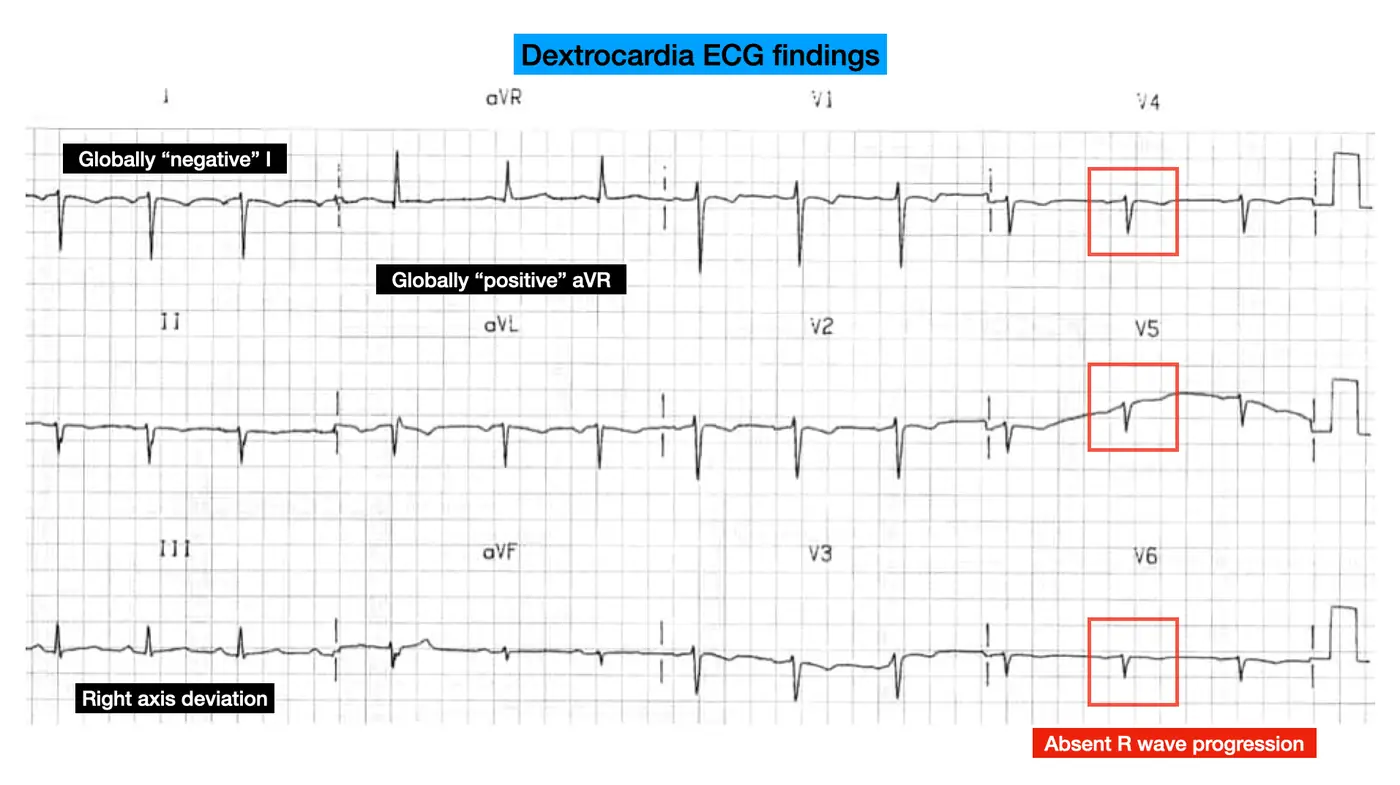 Dextrocardia ECG findings
I aVR V1 V4
Globally “negative” I
Globally “positive” aVR
II aVL V2 V5
III aVF V3 V6
Right axis deviation
Absent R wave progression